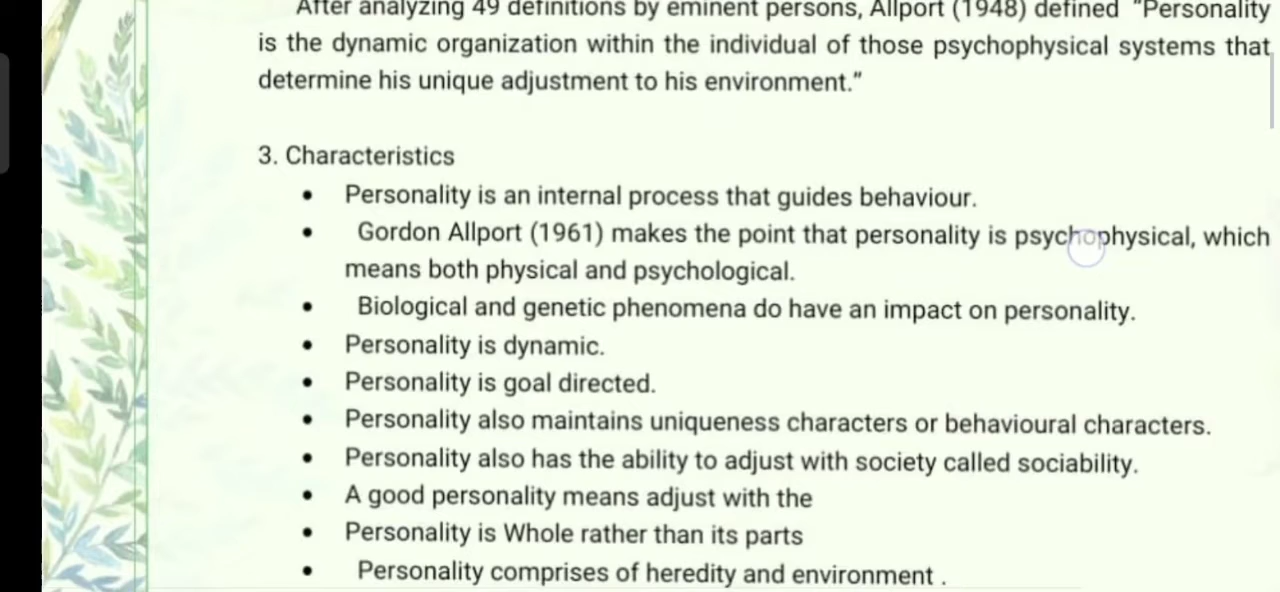 After analyzing 49 definitions by eminent persons, Allport (1948) defined "Personality
is the dynamic organization within the individual of those psychophysical systems that
determine his unique adjustment to his environment."
3. Characteristics
• Personality is an internal process that guides behaviour.
• Gordon Allport (1961) makes the point that personality is psychophysical, which
means both physical and psychological.
• Biological and genetic phenomena do have an impact on personality.
• Personality is dynamic.
• Personality is goal directed.
• Personality also maintains uniqueness characters or behavioural characters.
• Personality also has the ability to adjust with society called sociability.
• A good personality means adjust with the
• Personality is Whole rather than its parts
• Personality comprises of heredity and environment .